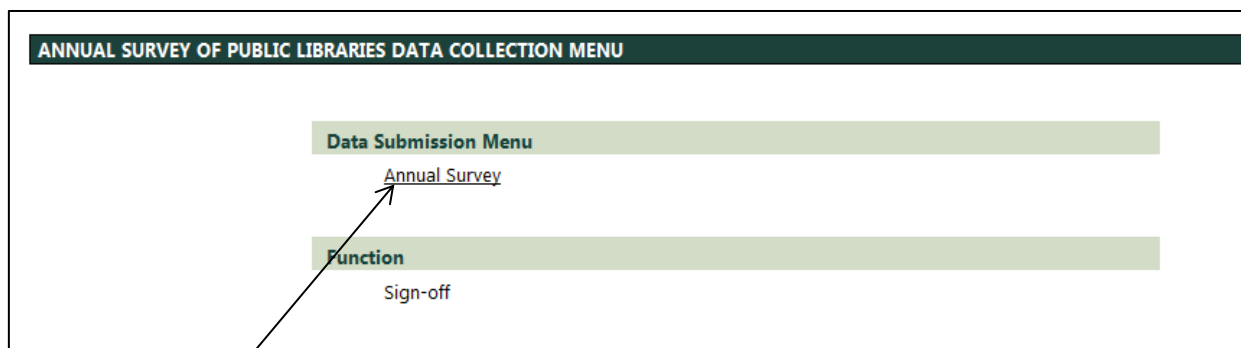 ANNUAL SURVEY OF PUBLIC LIBRARIES DATA COLLECTION MENU
Data Submission Menu
Annual Survey
Function
Sign-off